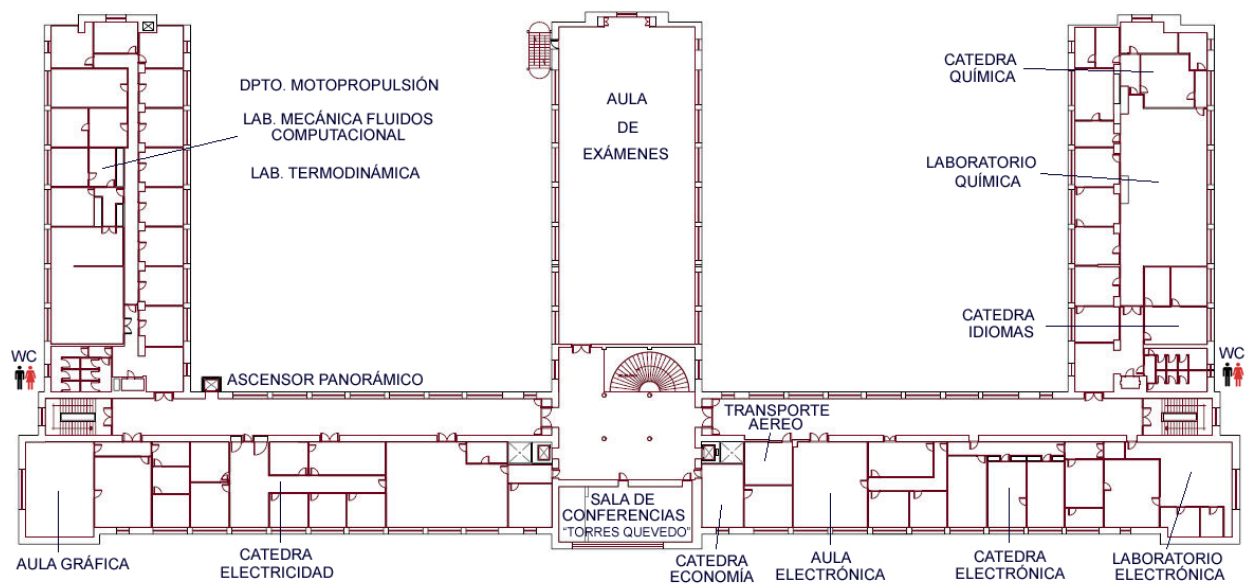 DPTO. MOTOPROPULSIÓN
LAB. MECÁNICA FLUIDOS
COMPUTACIONAL
LAB. TERMODINÁMICA
AULA
DE
EXÁMENES
CATEDRA
QUÍMICA
LABORATORIO
QUÍMICA
CATEDRA
IDIOMAS
WC
WC
ASCENSOR PANORÁMICO
TRANSPORTE
AEREO
SALA DE
CONFERENCIAS
"TORRES QUEVEDO"
AULA GRÁFICA
CATEDRA
ELECTRICIDAD
CATEDRA
ECONOMÍA
AULA
ELECTRÓNICA
CATEDRA
ELECTRÓNICA
LABORATORIO
ELECTRÓNICA